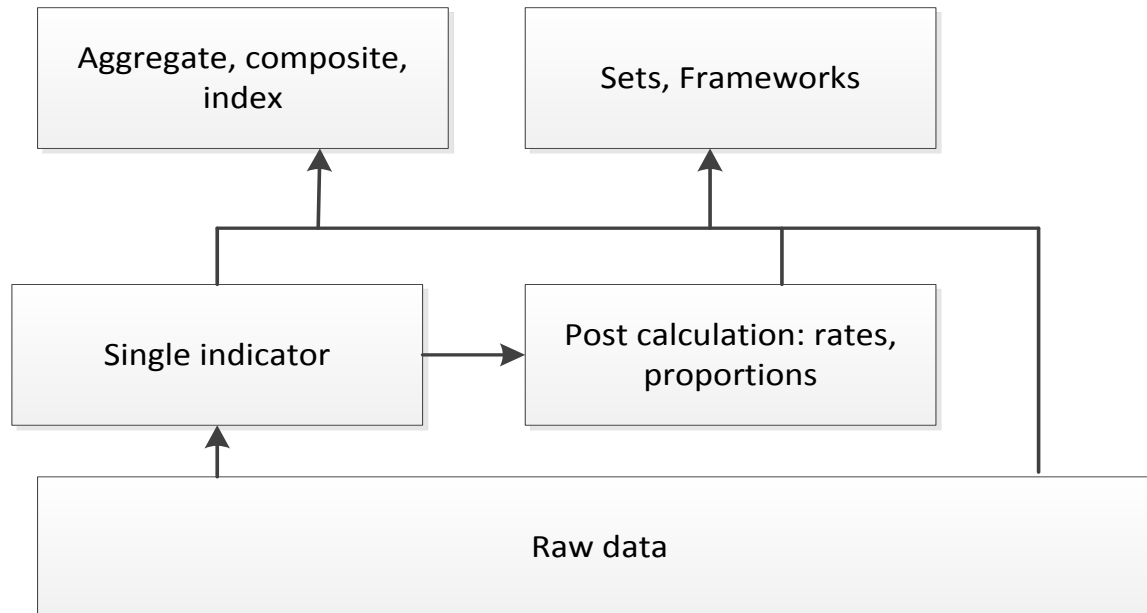 Aggregate, composite,
index
Sets, Frameworks
Single indicator
Post calculation: rates,
proportions
Raw data